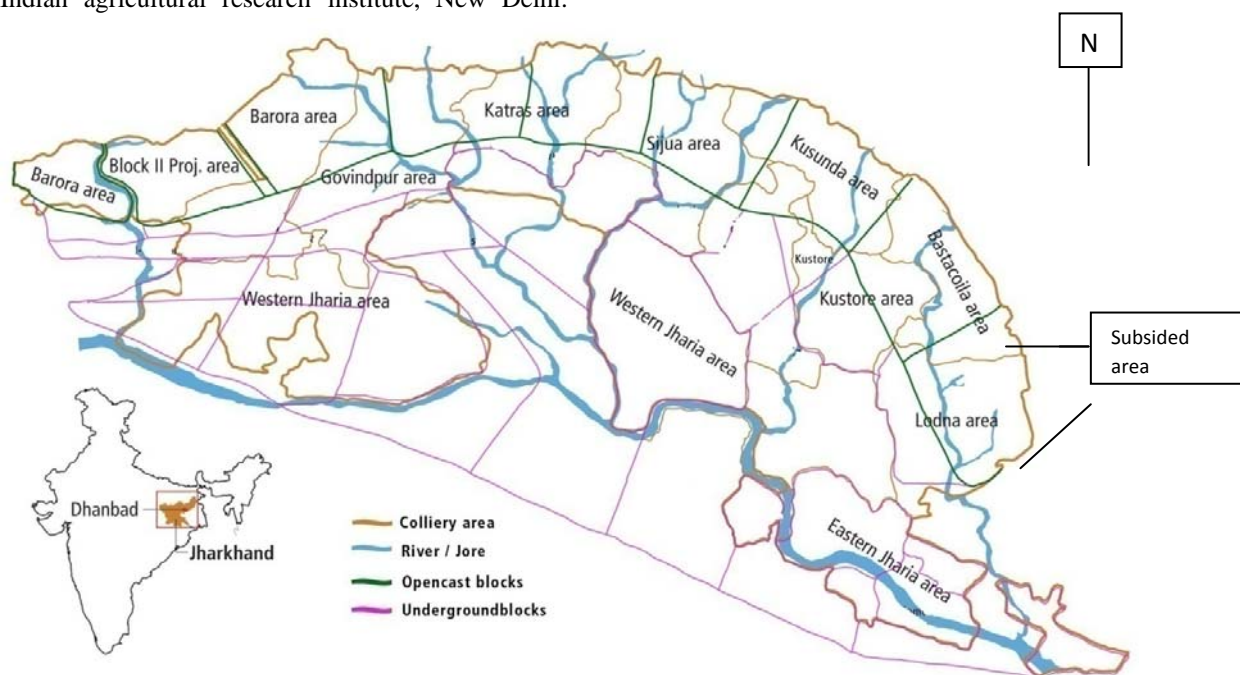 Indian agricultural research institute, New Delhi.
N
Barora area
Katras area
Sijua area
Kusunda area
Block II Proj. area
Barora area
Govindpur area
Bastacolla area
Kustore
Western Jharia area
Western Jharia area
Kustore area
Subsided
area
Lodna area
Dhanbad
Jharkhand
Eastern Jharia area
Colliery area
River / Jore
Opencast blocks
Undergroundblocks